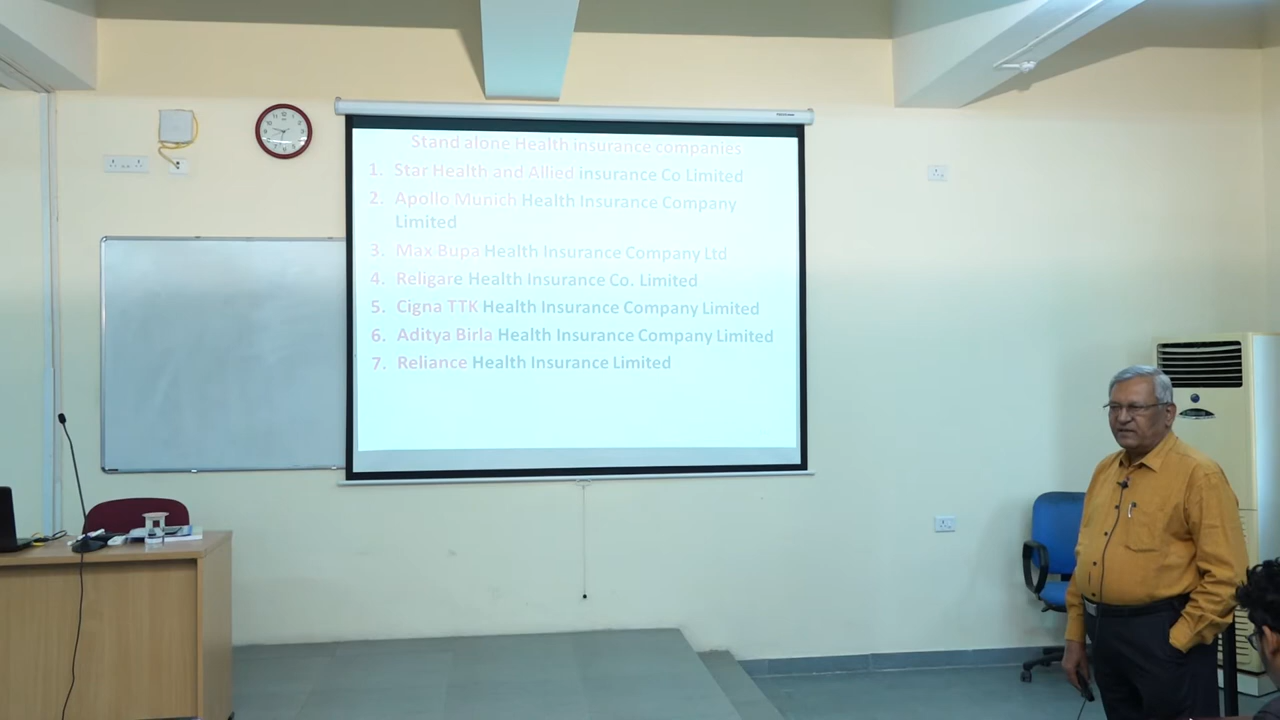 Stand alone Health insurance companies
1. Star Health and Allied insurance Co Limited
2. Apollo Munich Health Insurance Company
Limited
3. Max Bupa Health Insurance Company Ltd
4. Religare Health Insurance Co. Limited
5. Cigna TTK Health Insurance Company Limited
6. Aditya Birla Health Insurance Company Limited
7. Reliance Health Insurance Limited